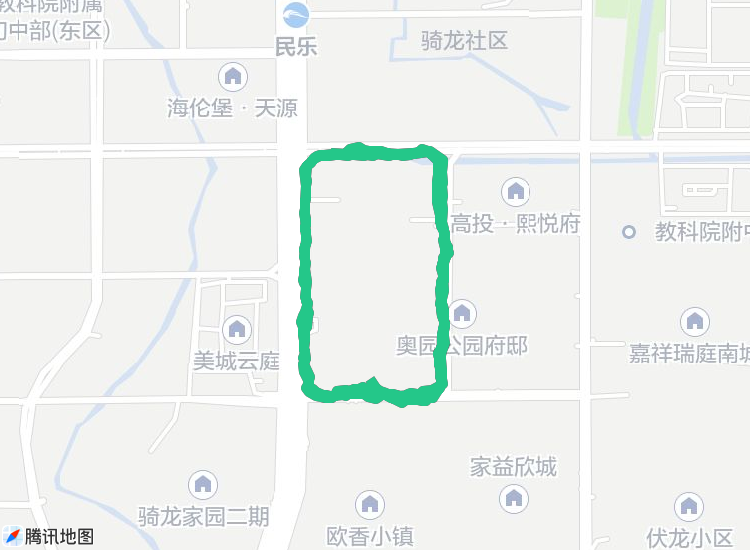 教科院附属
初中部(东区)
民乐
骑龙社区
海伦堡·天源
高投·熙悦府
教科院附中
美城云庭
奥园公园府邸
嘉祥瑞庭南城
家益欣城
骑龙家园二期
欧香小镇
伏龙小区
腾讯地图